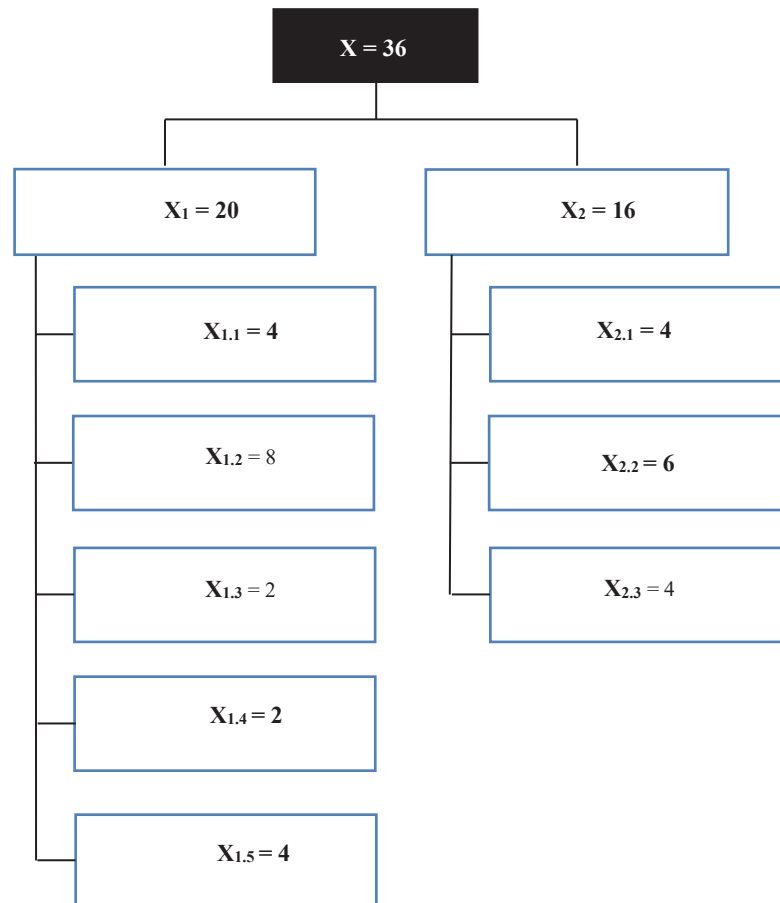 X = 36
X₁ = 20
X₂ = 16
X₁.₁ = 4
X₂.₁ = 4
X₁.₂ = 8
X₂.₂ = 6
X₁.₃ = 2
X₂.₃ = 4
X₁.₄ = 2
X₁.₅ = 4